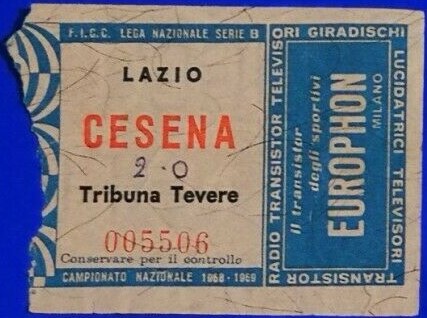 F.I.G.C. LEGA NAZIONALE SERIE B
LAZIO
CESENA
2-0
Tribuna Tevere
005506
Conservare per il controllo
CAMPIONATO NAZIONALE 1968-1969
RADIO TRANSISTOR TELEVISORI GIRADISCHI
LUCIDATRICI TELEVISORI
TRANSISTOR
il transistor
degli sportivi
EUROPHON
MILANO